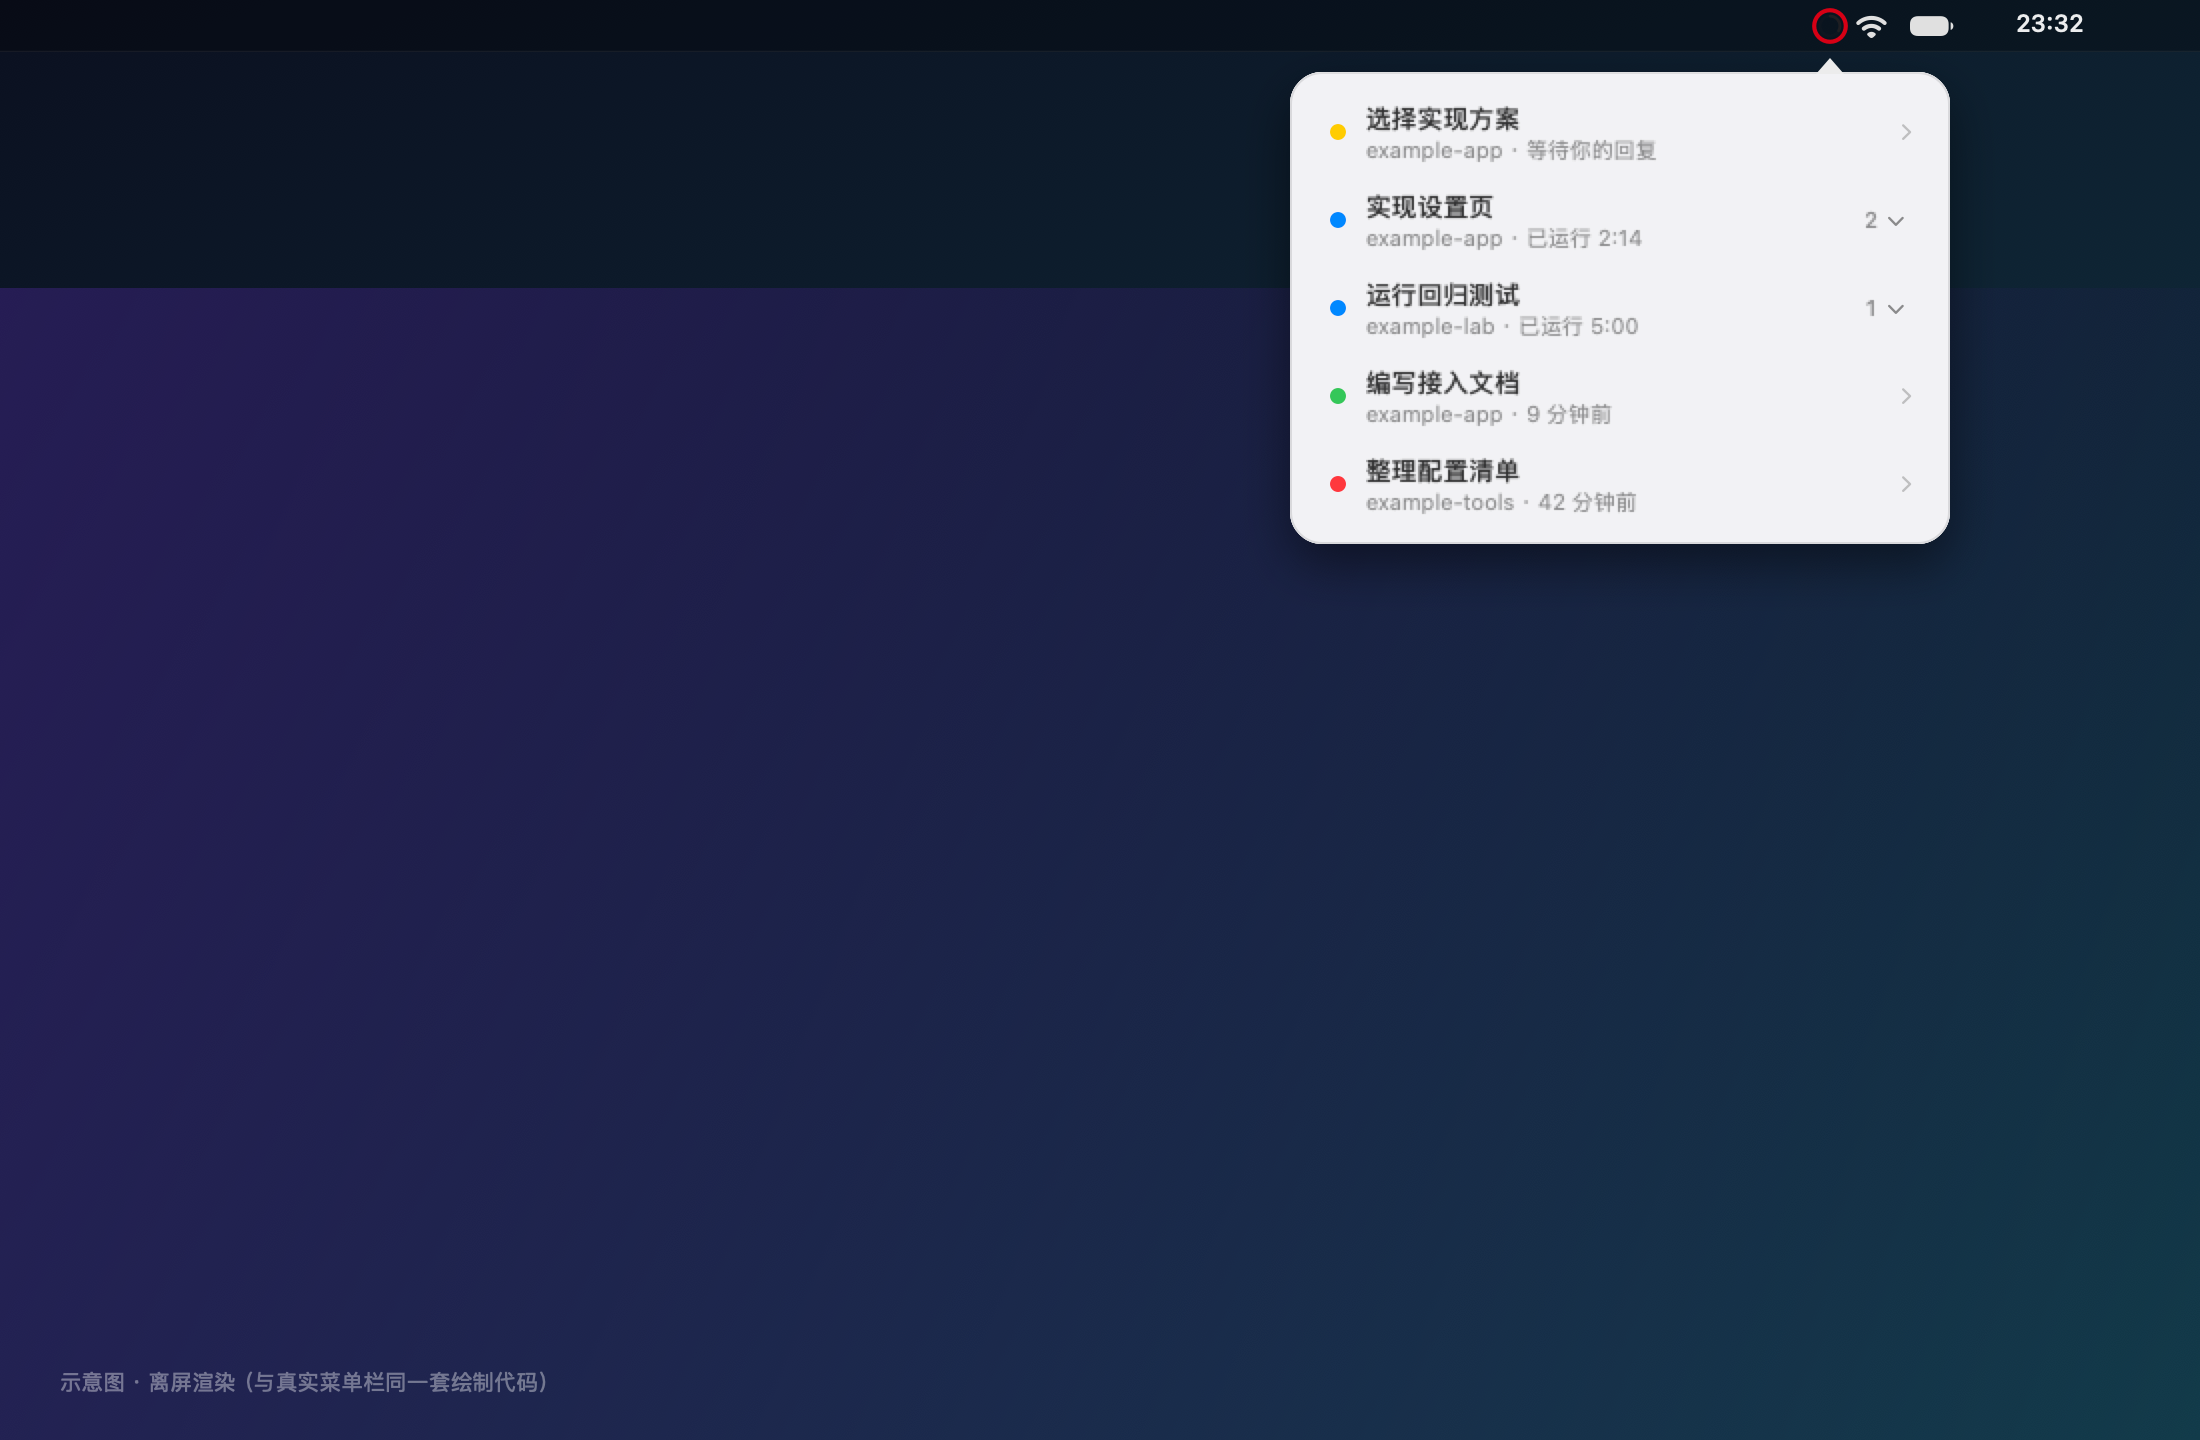 23:32
选择实现方案
example-app · 等待你的回复
实现设置页
example-app · 已运行 2:14
2
运行回归测试
example-lab · 已运行 5:00
1
编写接入文档
example-app · 9 分钟前
整理配置清单
example-tools · 42 分钟前
示意图 · 离屏渲染（与真实菜单栏同一套绘制代码）